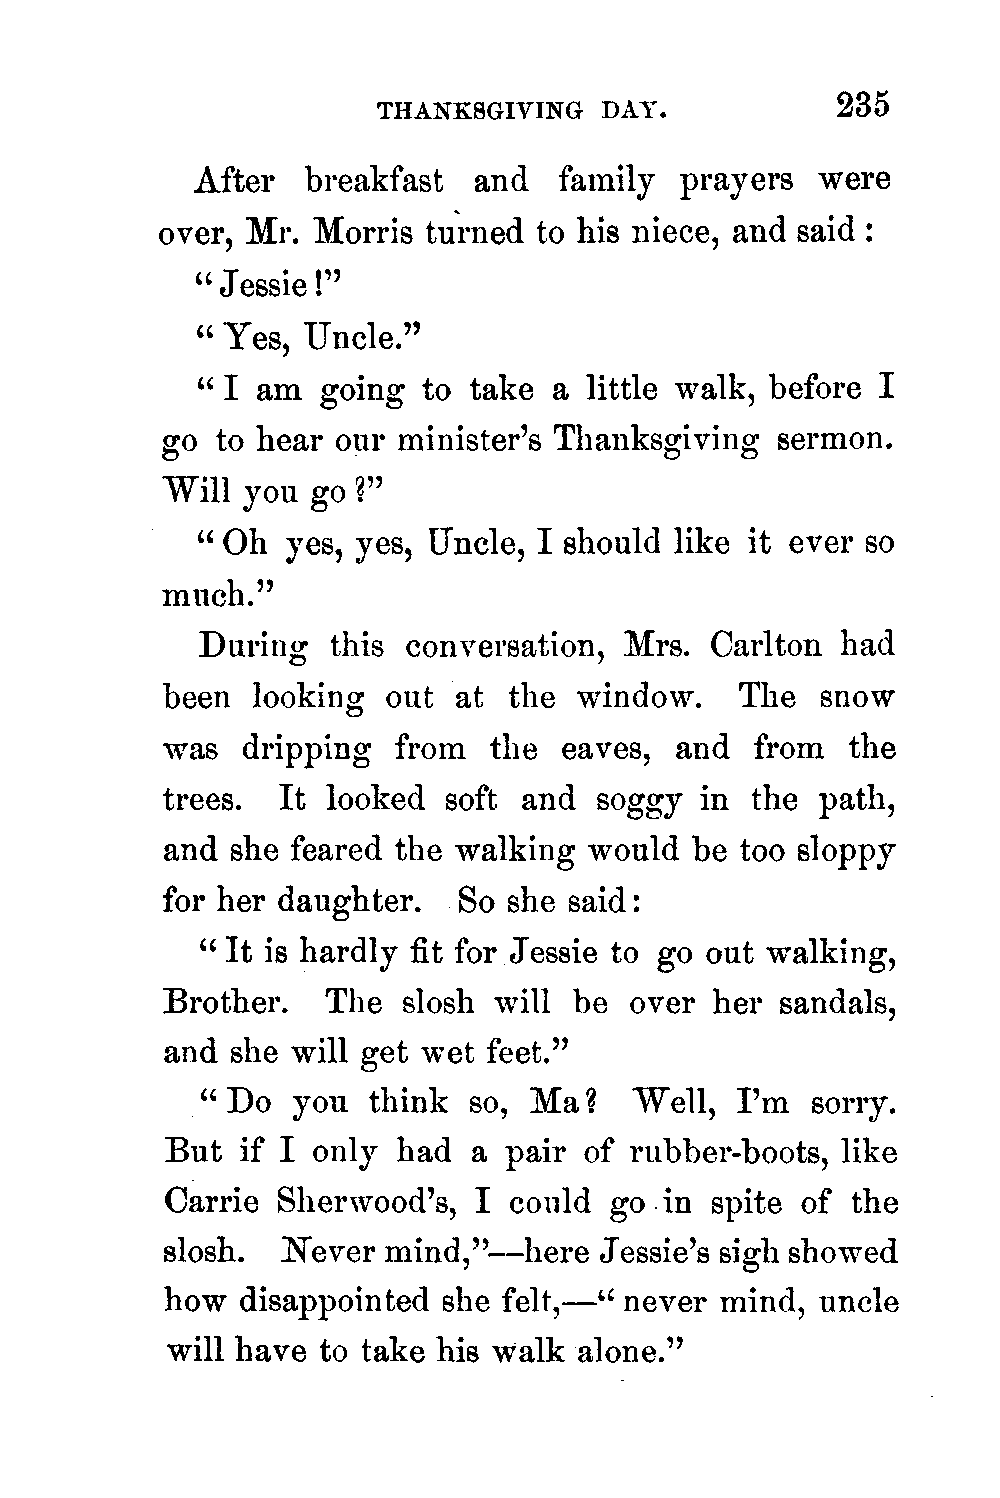 THANKSGIVING DAY. 235
After breakfast and family prayers were
over, Mr. Morris turned to his niece, and said :
“ Jessie !”
“ Yes, Uncle.”
“ I am going to take a little walk, before I
go to hear our minister’s Thanksgiving sermon.
Will you go ?”
“ Oh yes, yes, Uncle, I should like it ever so
much.”
During this conversation, Mrs. Carlton had
been looking out at the window. The snow
was dripping from the eaves, and from the
trees. It looked soft and soggy in the path,
and she feared the walking would be too sloppy
for her daughter. So she said:
“ It is hardly fit for Jessie to go out walking,
Brother. The slosh will be over her sandals,
and she will get wet feet.”
“ Do you think so, Ma? Well, I’m sorry.
But if I only had a pair of rubber-boots, like
Carrie Sherwood’s, I could go in spite of the
slosh. Never mind,”—here Jessie’s sigh showed
how disappointed she felt,—“ never mind, uncle
will have to take his walk alone.”